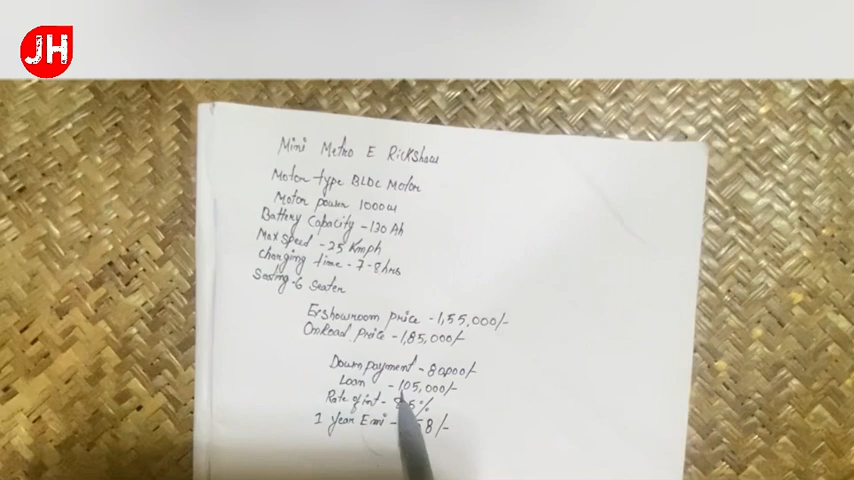 JH
Mini Metro E Rickshaw
Motor type BLDC Motor
Motor power 1000w
Battery Capacity - 130 Ah
Max Speed - 25 Kmph
charging time - 7-8hrs
Seating - 6 Seater
Exshowroom price - 1,55,000/-
OnRoad price - 1,85,000/-
Down payment - 80,000/-
Loan - 105,000/-
Rate of int - %
1 year Emi -